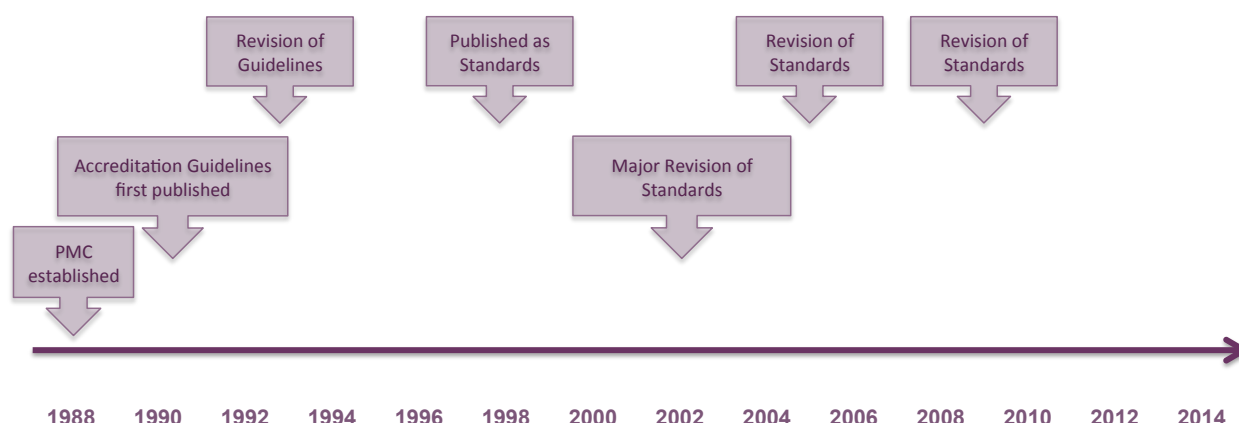 Revision of
Guidelines
Published as
Standards
Revision of
Standards
Revision of
Standards
Accreditation Guidelines
first published
Major Revision of
Standards
PMC
established
1988 1990 1992 1994 1996 1998 2000 2002 2004 2006 2008 2010 2012 2014